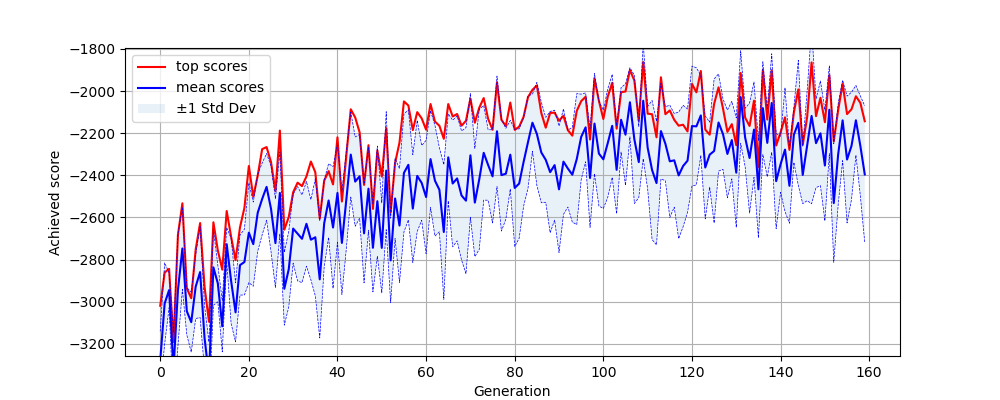 −1800
−2000
−2200
−2400
−2600
−2800
−3000
−3200
Achieved score
top scores
mean scores
±1 Std Dev
0 20 40 60 80 100 120 140 160
Generation